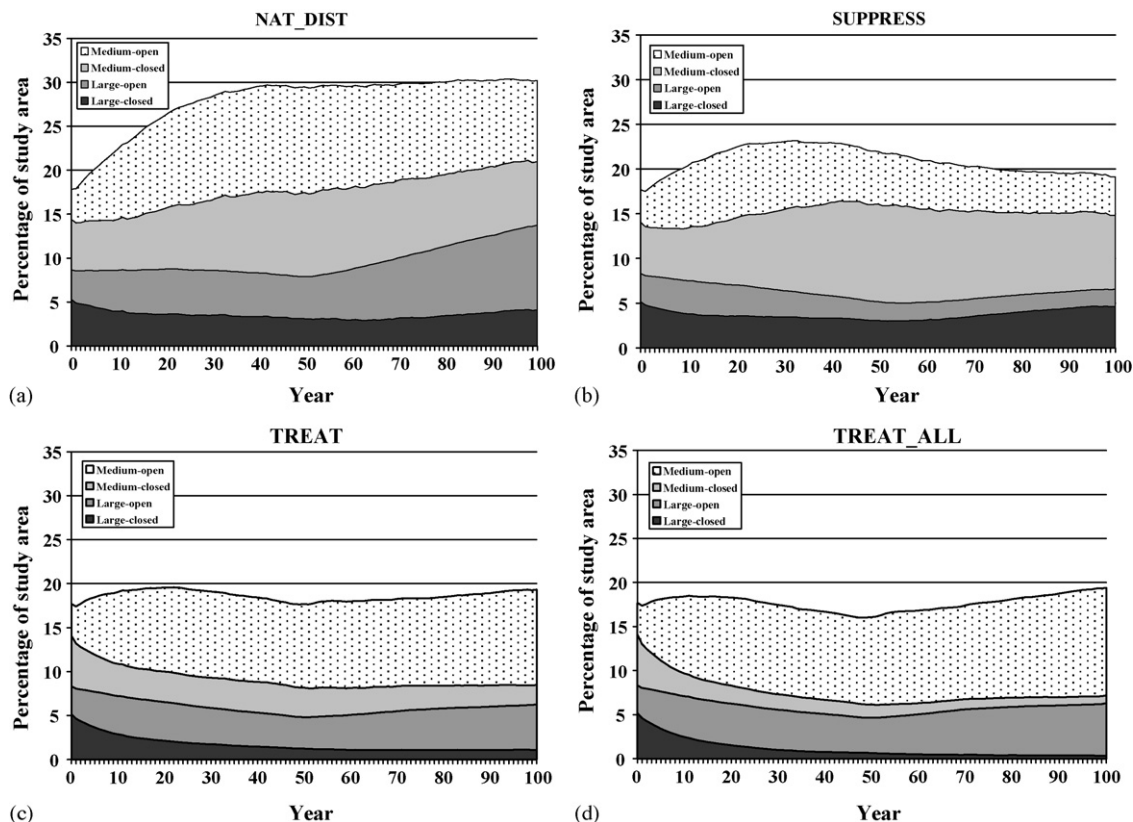 NAT_DIST
Percentage of study area
35
30
25
20
15
10
5
0
Medium-open
Medium-closed
Large-open
Large-closed
0 10 20 30 40 50 60 70 80 90 100
Year
(a)
SUPPRESS
Percentage of study area
35
30
25
20
15
10
5
0
Medium-open
Medium-closed
Large-open
Large-closed
0 10 20 30 40 50 60 70 80 90 100
Year
(b)
TREAT
Percentage of study area
35
30
25
20
15
10
5
0
Medium-open
Medium-closed
Large-open
Large-closed
0 10 20 30 40 50 60 70 80 90 100
Year
(c)
TREAT_ALL
Percentage of study area
35
30
25
20
15
10
5
0
Medium-open
Medium-closed
Large-open
Large-closed
0 10 20 30 40 50 60 70 80 90 100
Year
(d)